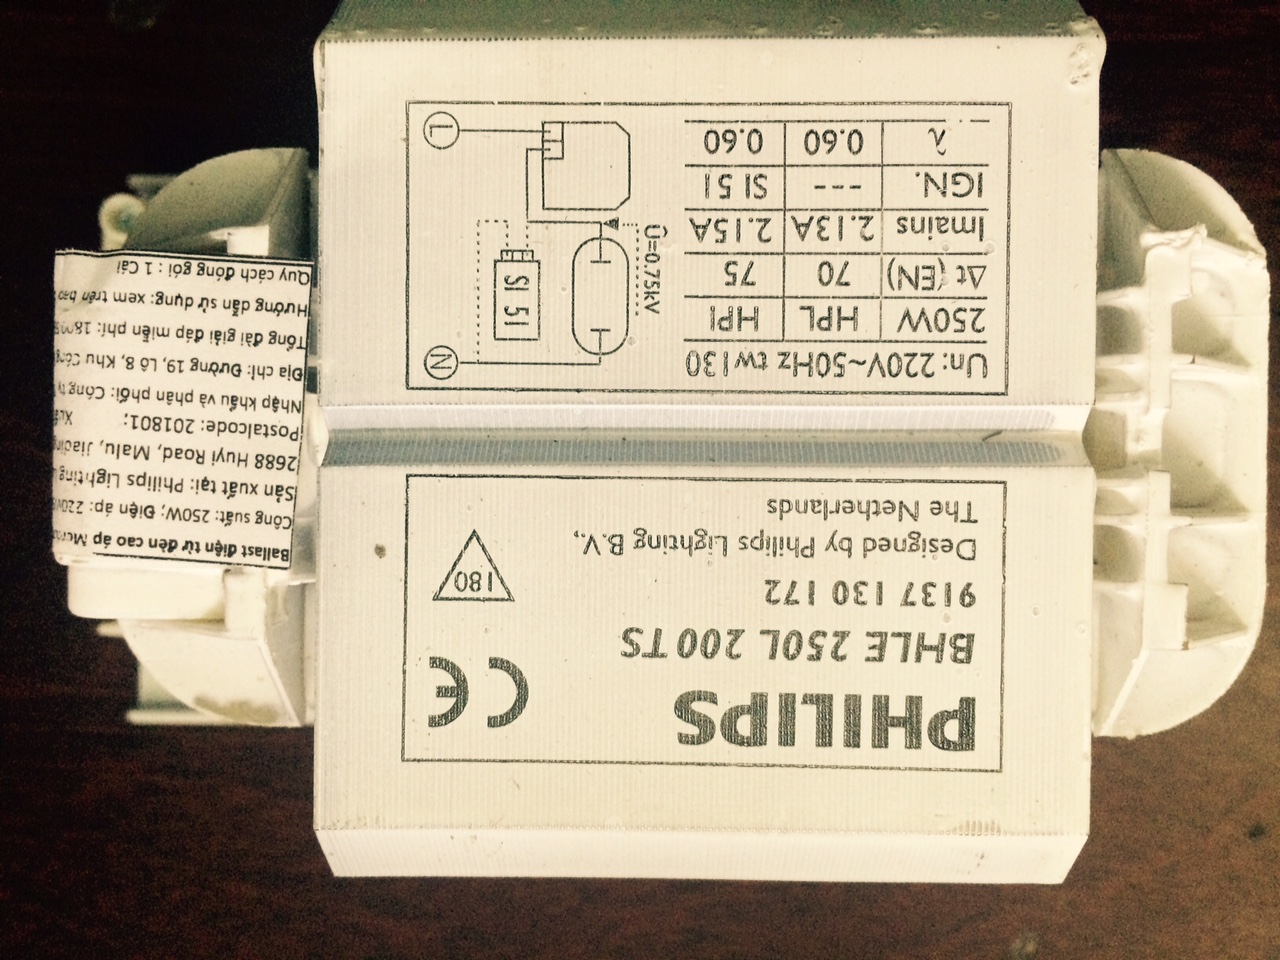 PHILIPS
CE
BHLE 250L 200 TS
9137 130 172
180
Designed by Philips Lighting B.V.,
The Netherlands
Un: 220V~50Hz tw130
250W HPL HPI
Δt (EN) 70 75
Imains 2.13A 2.15A
IGN. --- SI 51
λ 0.60 0.60
N
SI 51
Û=0.75kV
L
Ballast điện từ đèn cao áp
Công suất: 250W; Điện áp:
Sản xuất tại: Philips Lighting
2688 Huyi Road, Malu,
Postalcode: 201801;
Nhập khẩu và phân phối: Công
Địa chỉ: Đường 19, Lô 8, Khu
Tổng đài giải đáp miễn phí:
Hướng dẫn sử dụng: xem trên bao
Quy cách đóng gói : 1 Cái